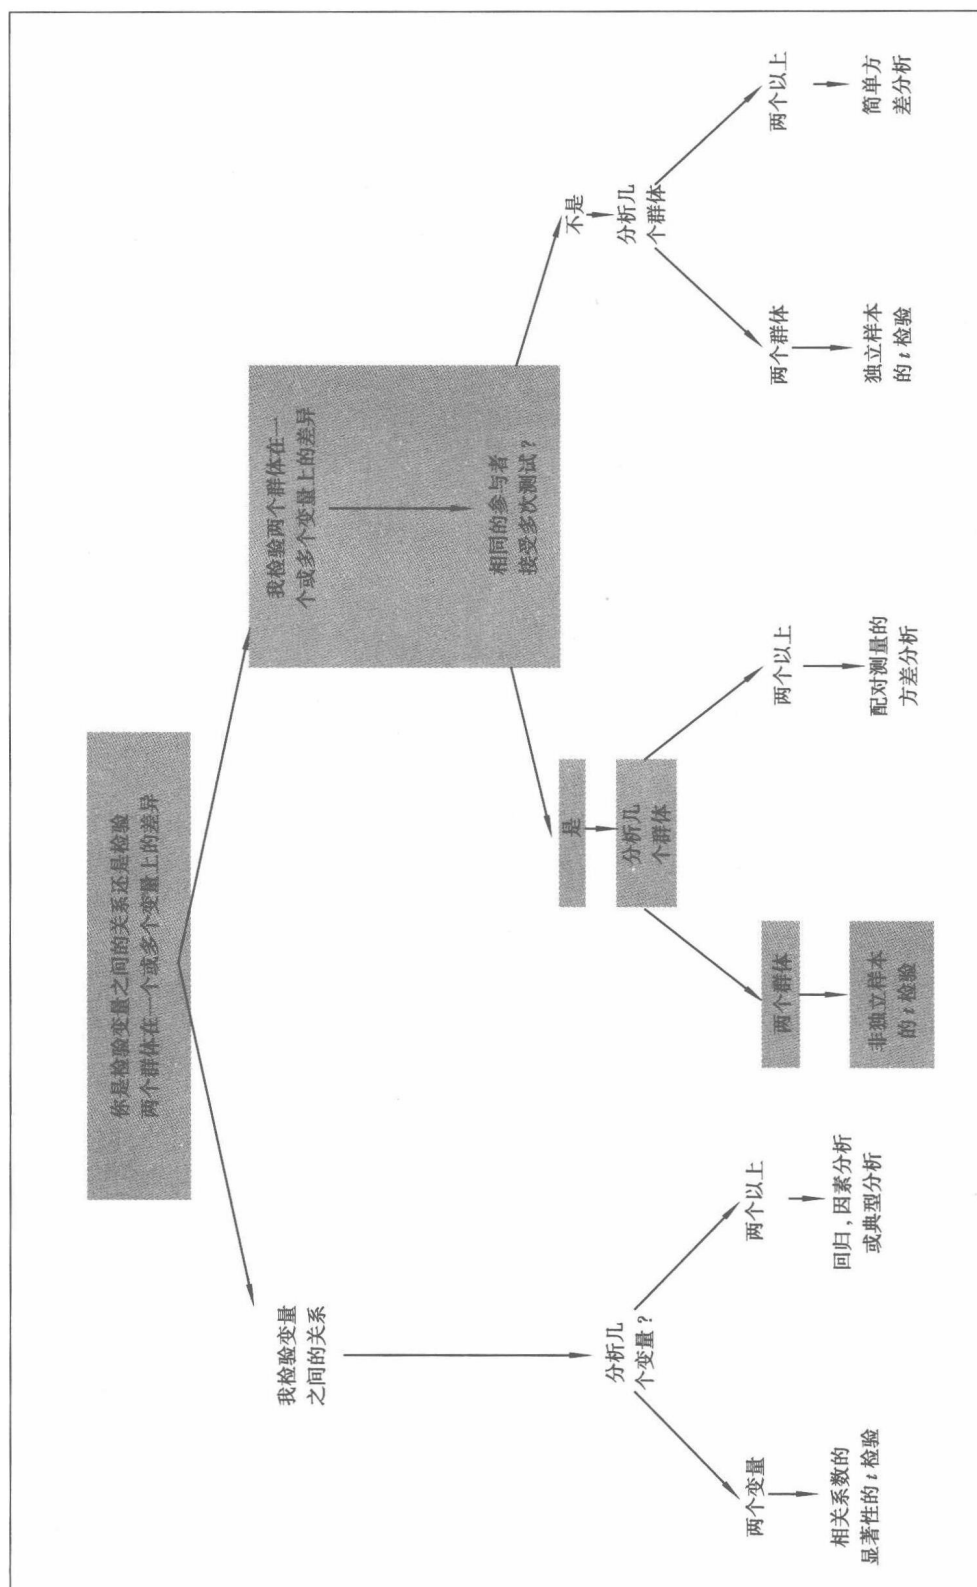 你是检验变量之间的关系还是检验
两个群体在一个或多个变量上的差异
我检验变量
之间的关系
我检验两个群体在一
个或多个变量上的差异
相同的参与者
接受多次测试?
分析几
个变量?
是
分析几
个群体
不是
分析几
个群体
两个变量
两个以上
两个群体
两个以上
两个群体
两个以上
相关系数的
显著性的 t 检验
回归,因素分析
或典型分析
非独立样本
的 t 检验
配对测量的
方差分析
独立样本
的 t 检验
简单方
差分析